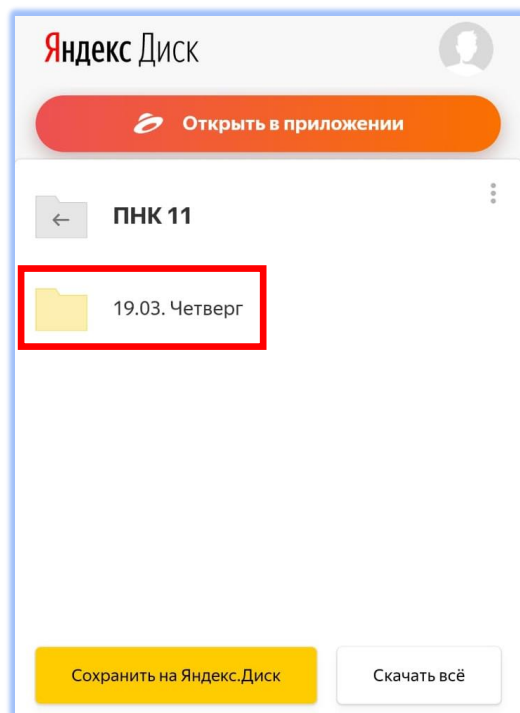 Яндекс Диск
Открыть в приложении
ПНК 11
19.03. Четверг
Сохранить на Яндекс.Диск
Скачать всё